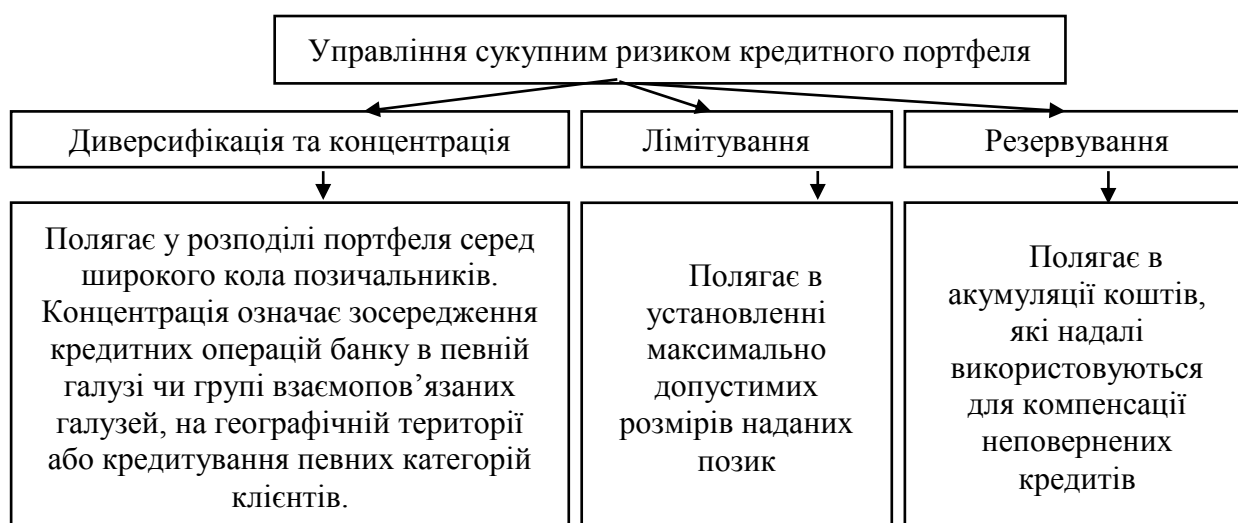 Управління сукупним ризиком кредитного портфеля
Диверсифікація та концентрація
Лімітування
Резервування
Полягає у розподілі портфеля серед
широкого кола позичальників.
Концентрація означає зосередження
кредитних операцій банку в певній
галузі чи групі взаємопов’язаних
галузей, на географічній території
або кредитування певних категорій
клієнтів.
Полягає в
установленні
максимально
допустимих
розмірів наданих
позик
Полягає в
акумуляції коштів,
які надалі
використовуються
для компенсації
неповернених
кредитів